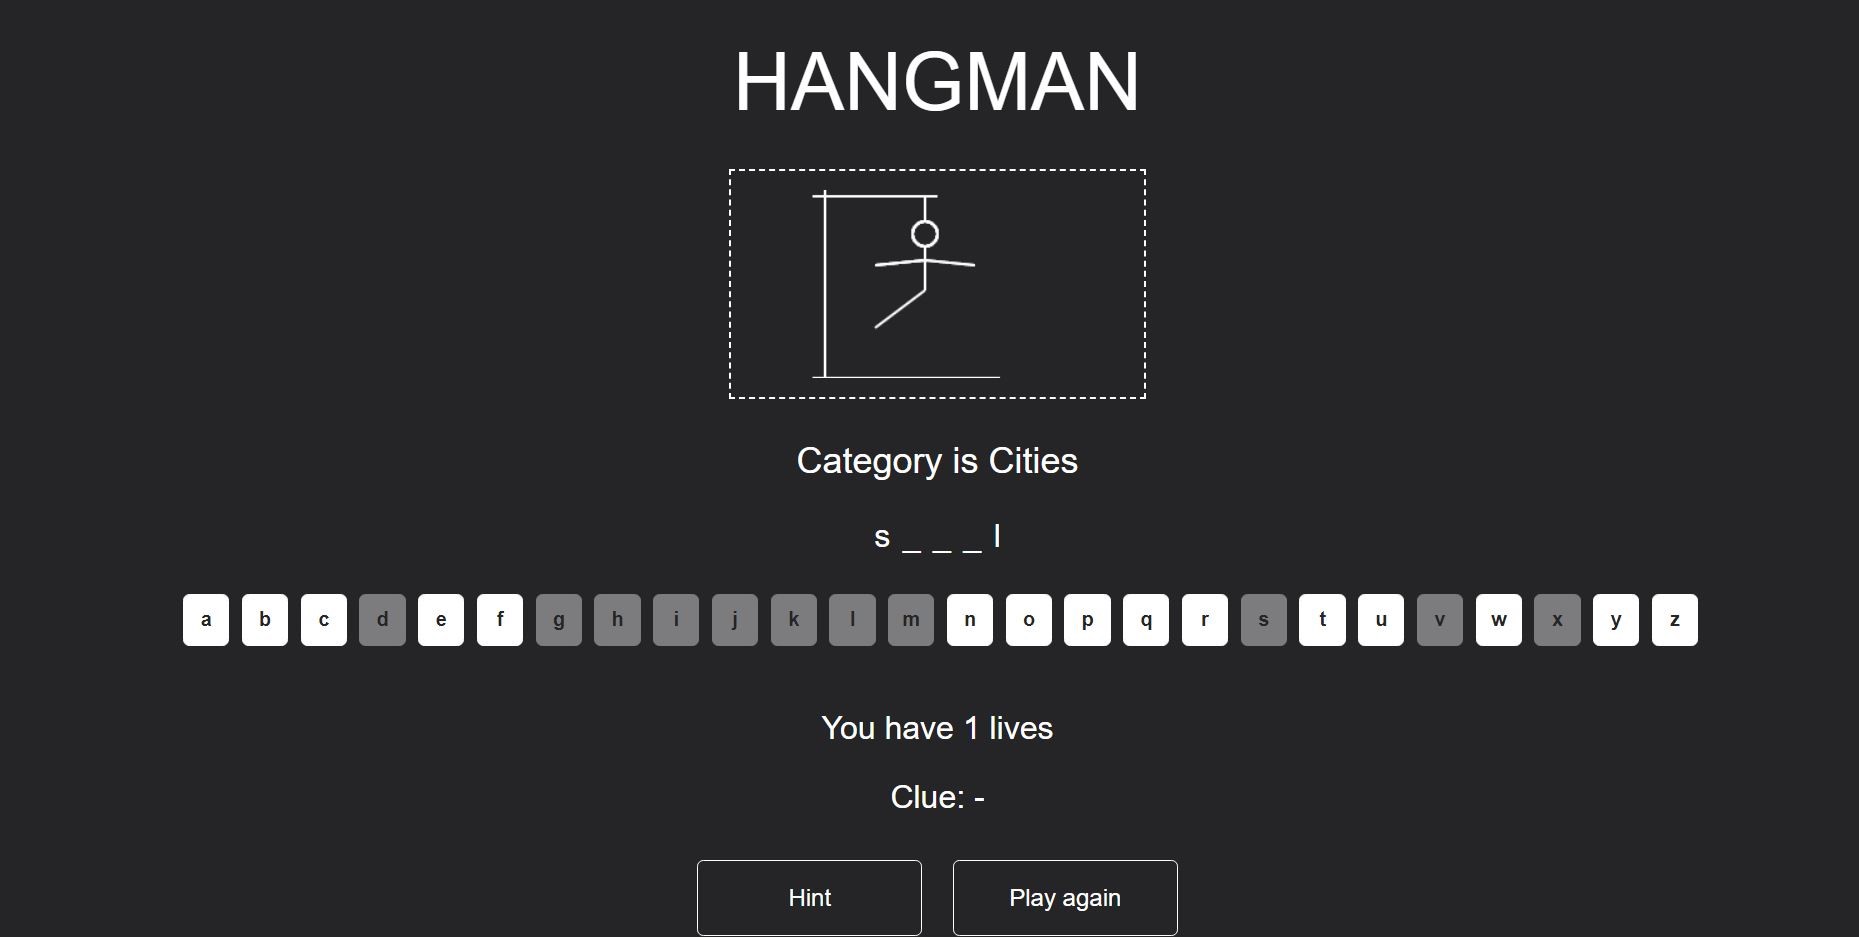 HANGMAN
Category is Cities
s _ _ _ l
a b c d e f g h i j k l m n o p q r s t u v w x y z
You have 1 lives
Clue: -
Hint Play again